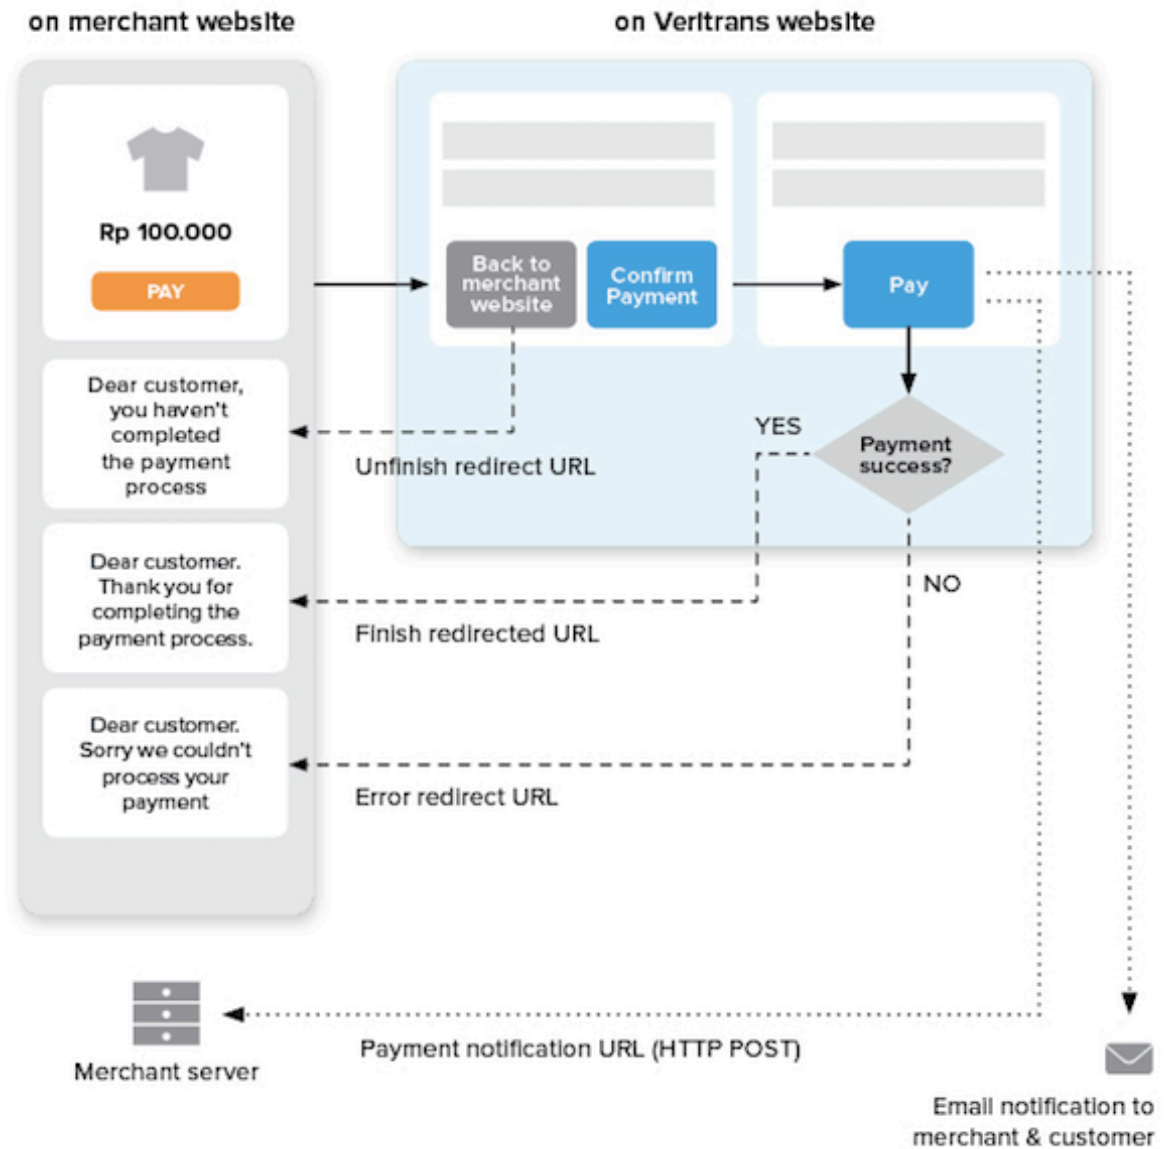 on merchant website
on Veritrans website
Rp 100.000
PAY
Back to
merchant
website
Confirm
Payment
Pay
Dear customer,
you haven't
completed
the payment
process
Unfinish redirect URL
YES
Payment
success?
Dear customer.
Thank you for
completing the
payment process.
Finish redirected URL
NO
Dear customer.
Sorry we couldn't
process your
payment
Error redirect URL
Merchant server
Payment notification URL (HTTP POST)
Email notification to
merchant & customer